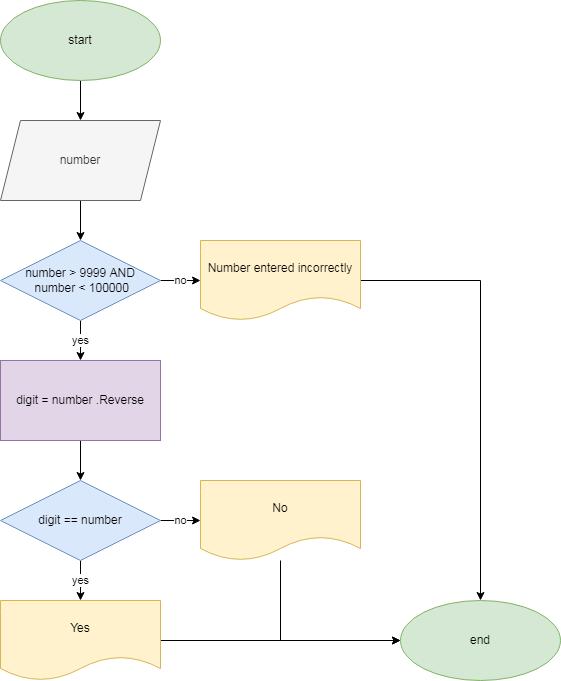 start
number
number > 9999 AND
number < 100000
no
Number entered incorrectly
yes
digit = number .Reverse
digit == number
no
No
yes
Yes
end